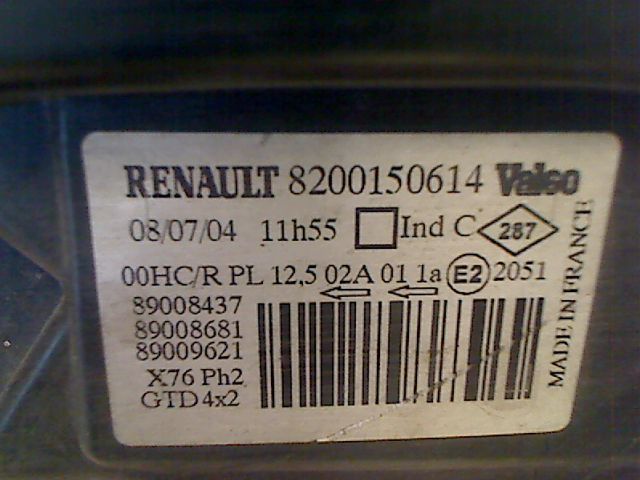 RENAULT 8200150614 Valeo
08/07/04 11h55 Ind C 287
00HC/R PL 12,5 02A 01 1a E2 2051
89008437
89008681
89009621
X76 Ph2
GTD 4x2
MADE IN FRANCE